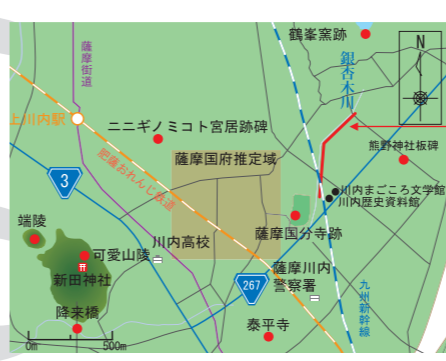 鶴峯窯跡
N
薩摩街道
銀杏木川
上川内駅
ニニギノミコト宮居跡碑
熊野神社板碑
薩摩国府推定域
肥薩おれんじ鉄道
3
川内まごころ文学館
川内歴史資料館
端陵
薩摩国分寺跡
川内高校
可愛山陵
新田神社
薩摩川内
警察署
267
九州新幹線
降来橋
泰平寺
0m
500m